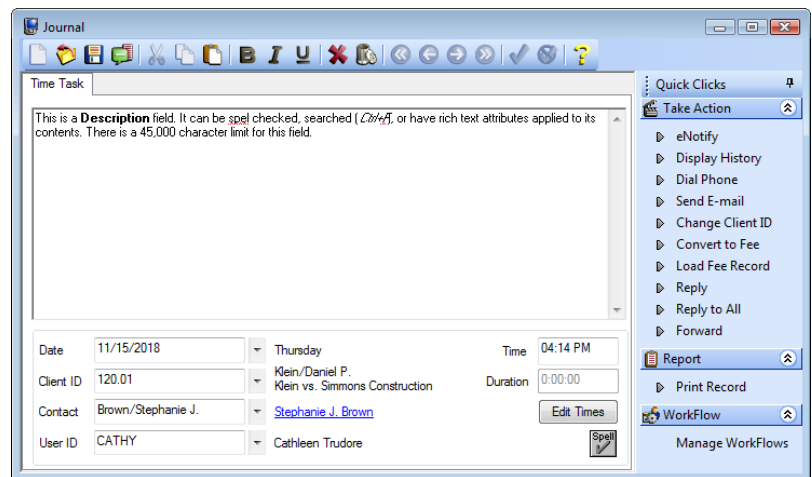 Journal
B I U
Time Task
This is a Description field. It can be spel checked, searched (Ctrl+F), or have rich text attributes applied to its
contents. There is a 45,000 character limit for this field.
Date 11/15/2018 Thursday Time 04:14 PM
Client ID 120.01 Klein/Daniel P.
Klein vs. Simmons Construction Duration 0:00:00
Contact Brown/Stephanie J. Stephanie J. Brown Edit Times
User ID CATHY Cathleen Trudore Spell
Quick Clicks
Take Action
eNotify
Display History
Dial Phone
Send E-mail
Change Client ID
Convert to Fee
Load Fee Record
Reply
Reply to All
Forward
Report
Print Record
WorkFlow
Manage WorkFlows